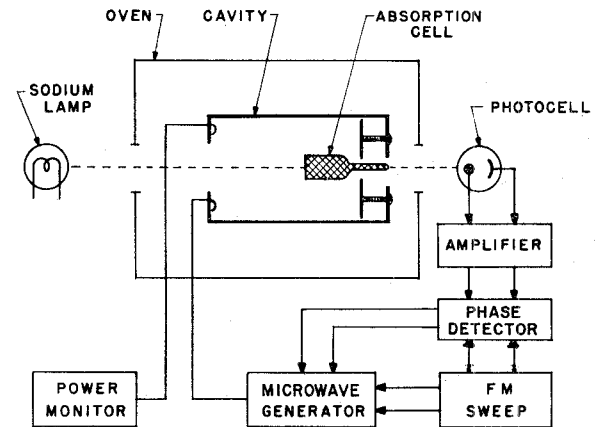 OVEN
CAVITY
ABSORPTION
CELL
SODIUM
LAMP
PHOTOCELL
AMPLIFIER
PHASE
DETECTOR
POWER
MONITOR
MICROWAVE
GENERATOR
FM
SWEEP